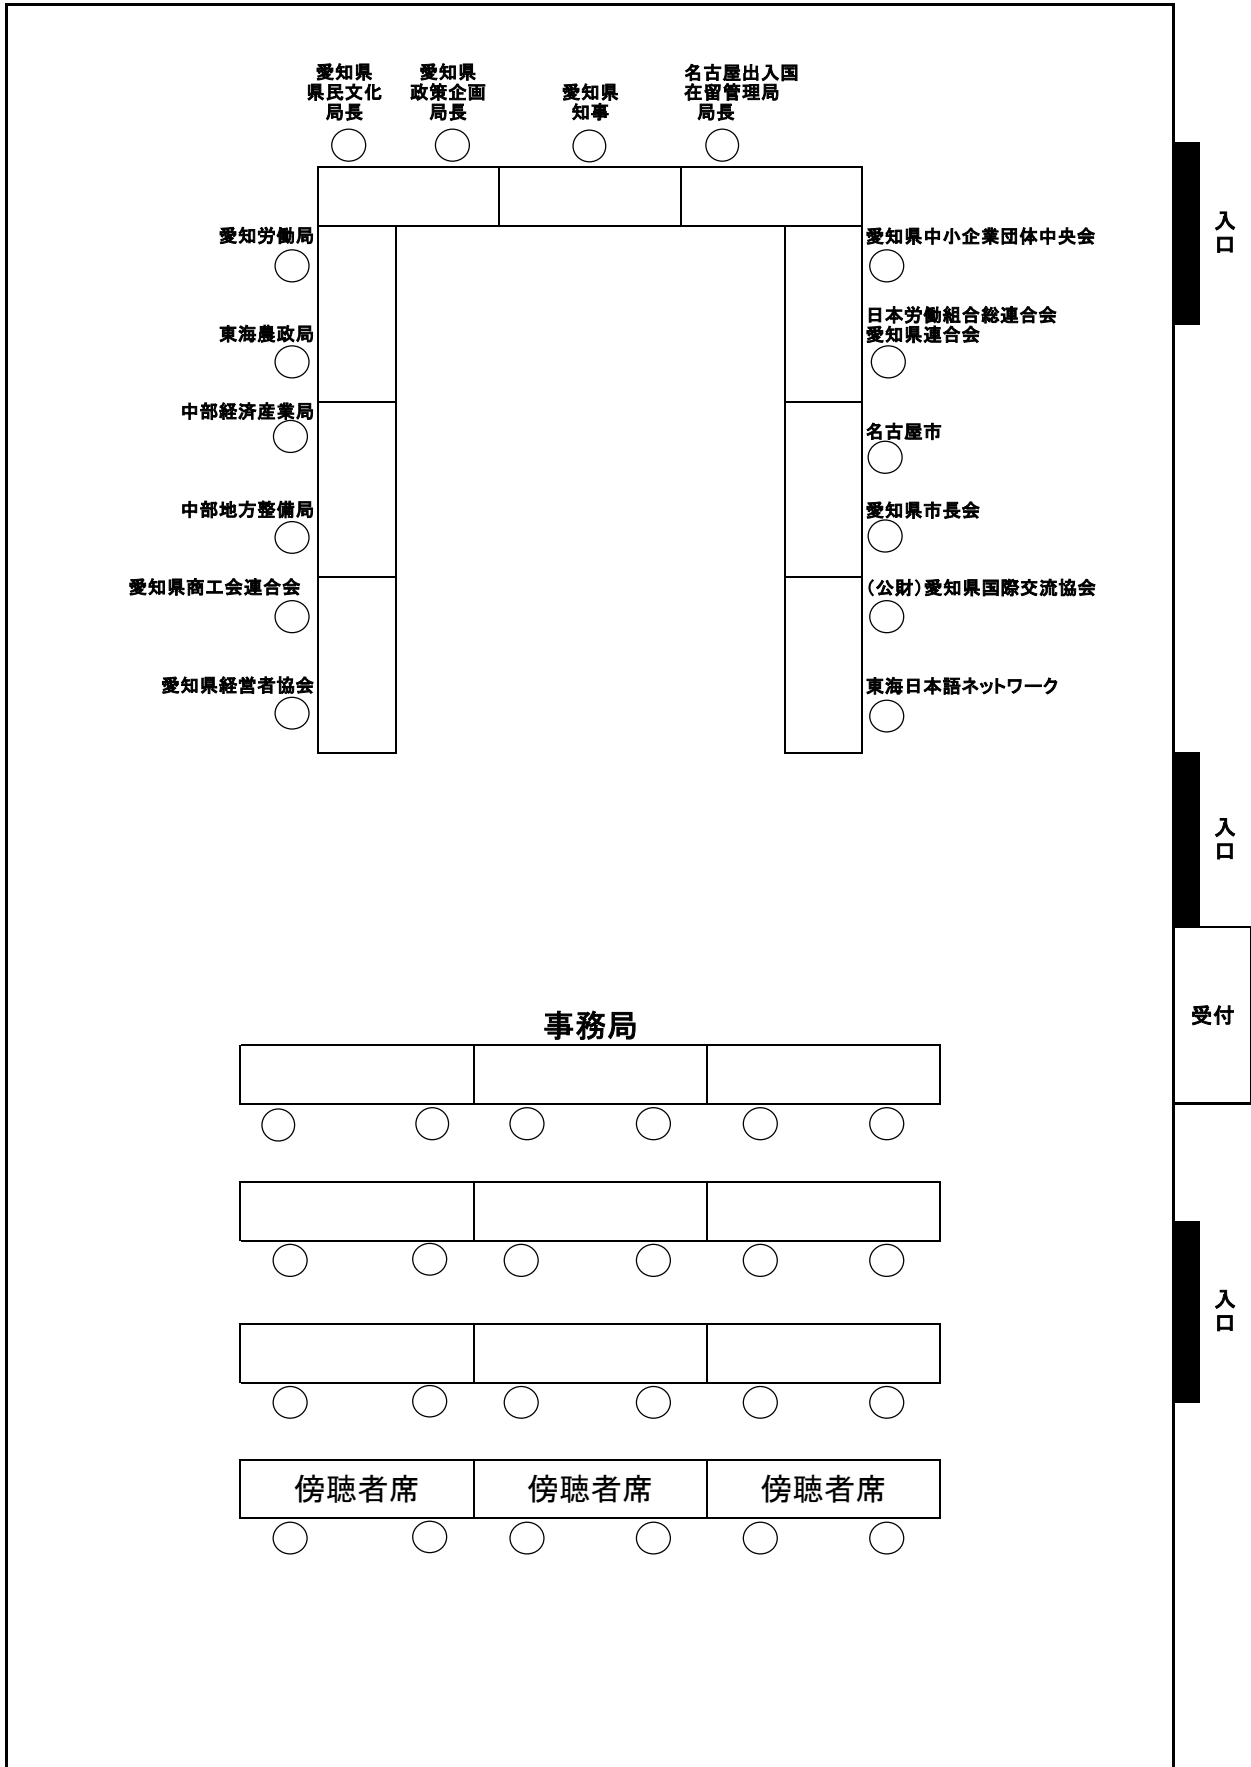 愛知県
県民文化
局長
愛知県
政策企画
局長
愛知県
知事
名古屋出入国
在留管理局
局長
入口
愛知労働局
愛知県中小企業団体中央会
東海農政局
日本労働組合総連合会
愛知県連合会
中部経済産業局
名古屋市
中部地方整備局
愛知県市長会
愛知県商工会連合会
（公財）愛知県国際交流協会
愛知県経営者協会
東海日本語ネットワーク
入口
受付
事務局
入口
傍聴者席
傍聴者席
傍聴者席